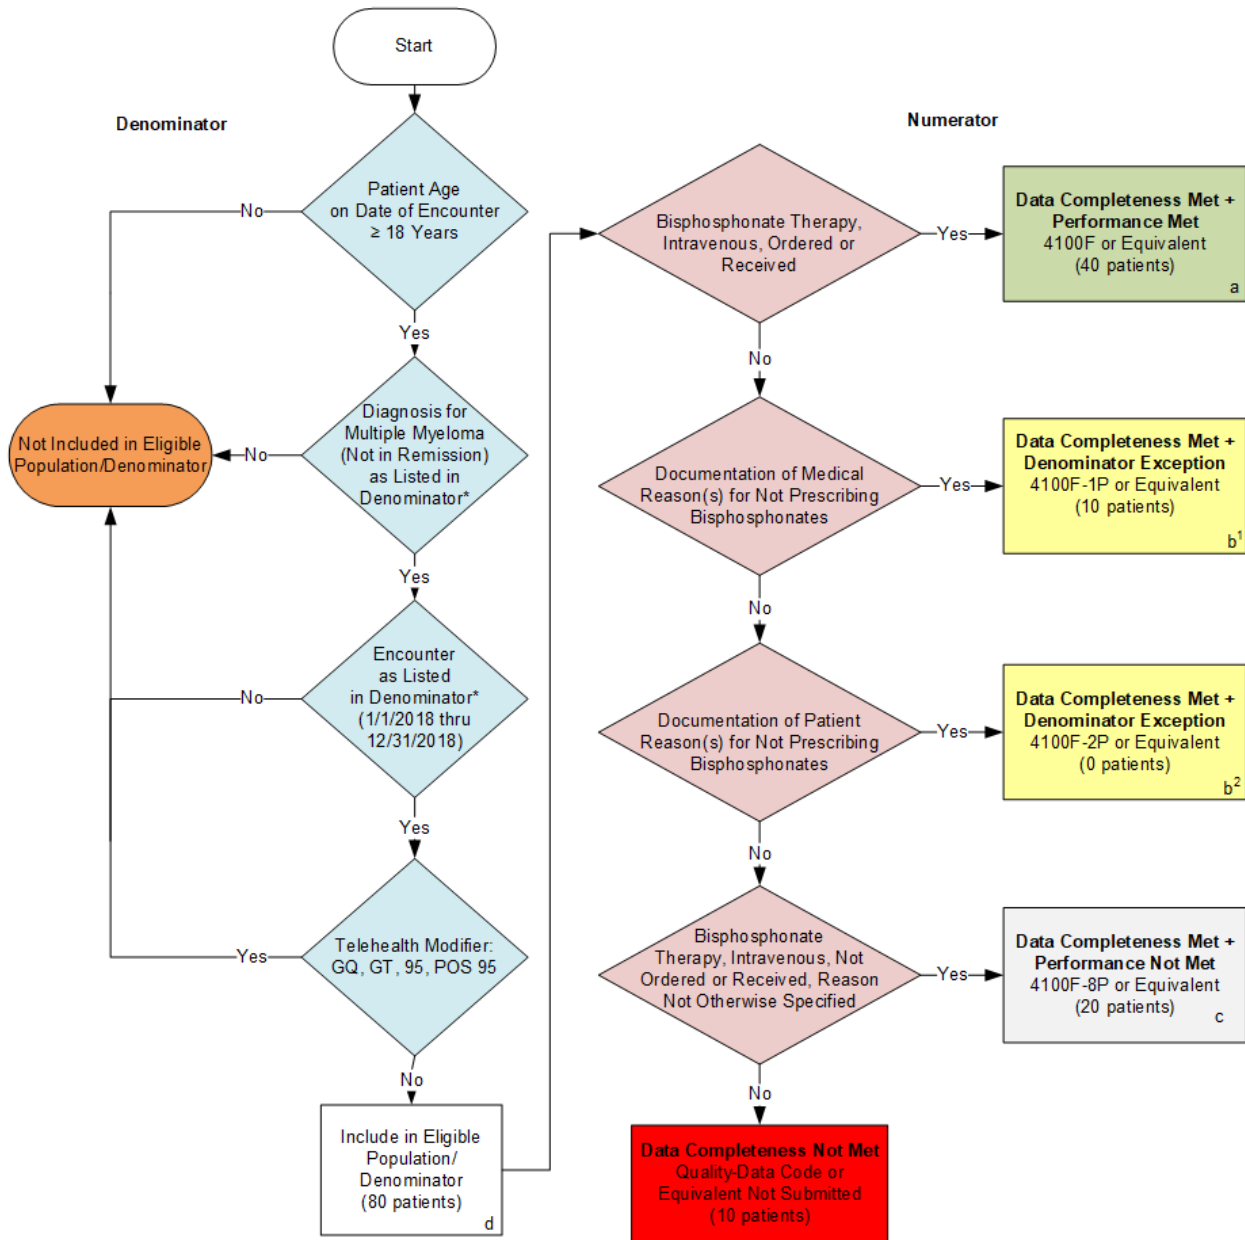 Start
Denominator
Patient Age
on Date of Encounter
≥ 18 Years
No
Yes
Not Included in Eligible
Population/Denominator
Diagnosis for
Multiple Myeloma
(Not in Remission)
as Listed in
Denominator*
No
Yes
Encounter
as Listed
in Denominator*
(1/1/2018 thru
12/31/2018)
No
Yes
Telehealth Modifier:
GQ, GT, 95, POS 95
Yes
No
Include in Eligible
Population/
Denominator
(80 patients)
d
Numerator
Bisphosphonate Therapy,
Intravenous, Ordered or
Received
Yes
Data Completeness Met +
Performance Met
4100F or Equivalent
(40 patients)
a
No
Documentation of Medical
Reason(s) for Not Prescribing
Bisphosphonates
Yes
Data Completeness Met +
Denominator Exception
4100F-1P or Equivalent
(10 patients)
b1
No
Documentation of Patient
Reason(s) for Not Prescribing
Bisphosphonates
Yes
Data Completeness Met +
Denominator Exception
4100F-2P or Equivalent
(0 patients)
b2
No
Bisphosphonate
Therapy, Intravenous, Not
Ordered or Received, Reason
Not Otherwise Specified
Yes
Data Completeness Met +
Performance Not Met
4100F-8P or Equivalent
(20 patients)
c
No
Data Completeness Not Met
Quality-Data Code or
Equivalent Not Submitted
(10 patients)